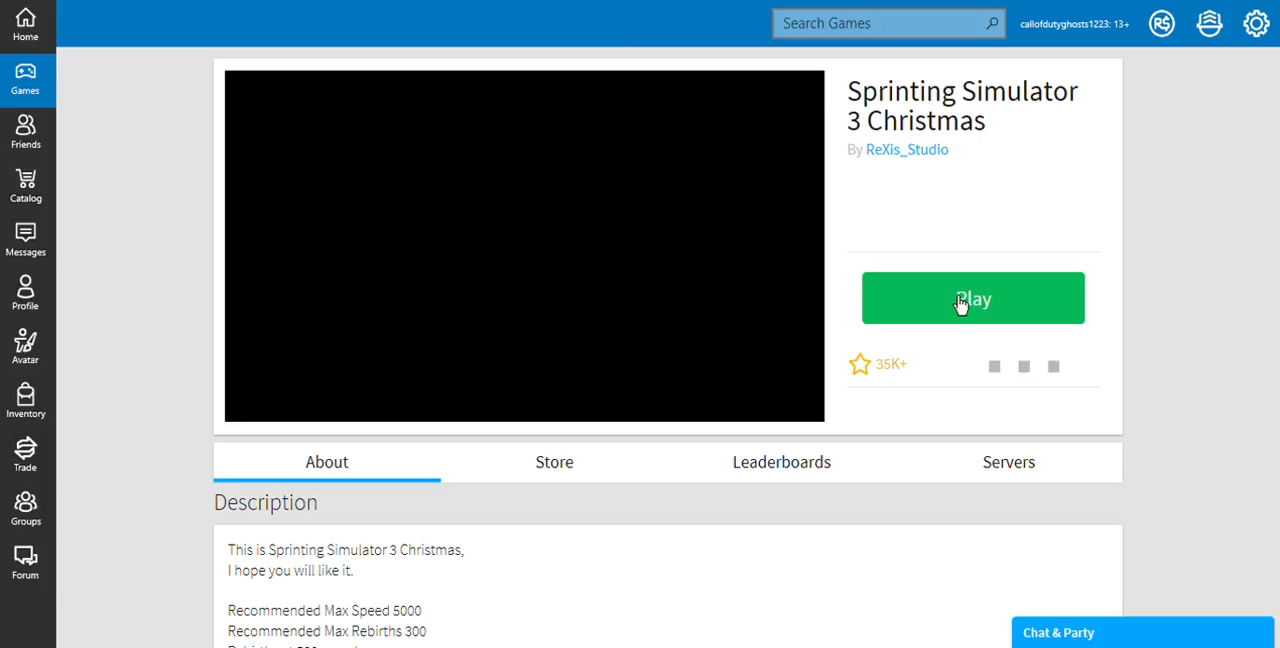 Home
Games
Friends
Catalog
Messages
Profile
Avatar
Inventory
Trade
Groups
Forum
Search Games
callofdutyghosts1223: 13+
R$
Sprinting Simulator
3 Christmas
By ReXis_Studio
Play
35K+
About
Store
Leaderboards
Servers
Description
This is Sprinting Simulator 3 Christmas,
I hope you will like it.
Recommended Max Speed 5000
Recommended Max Rebirths 300
Chat & Party